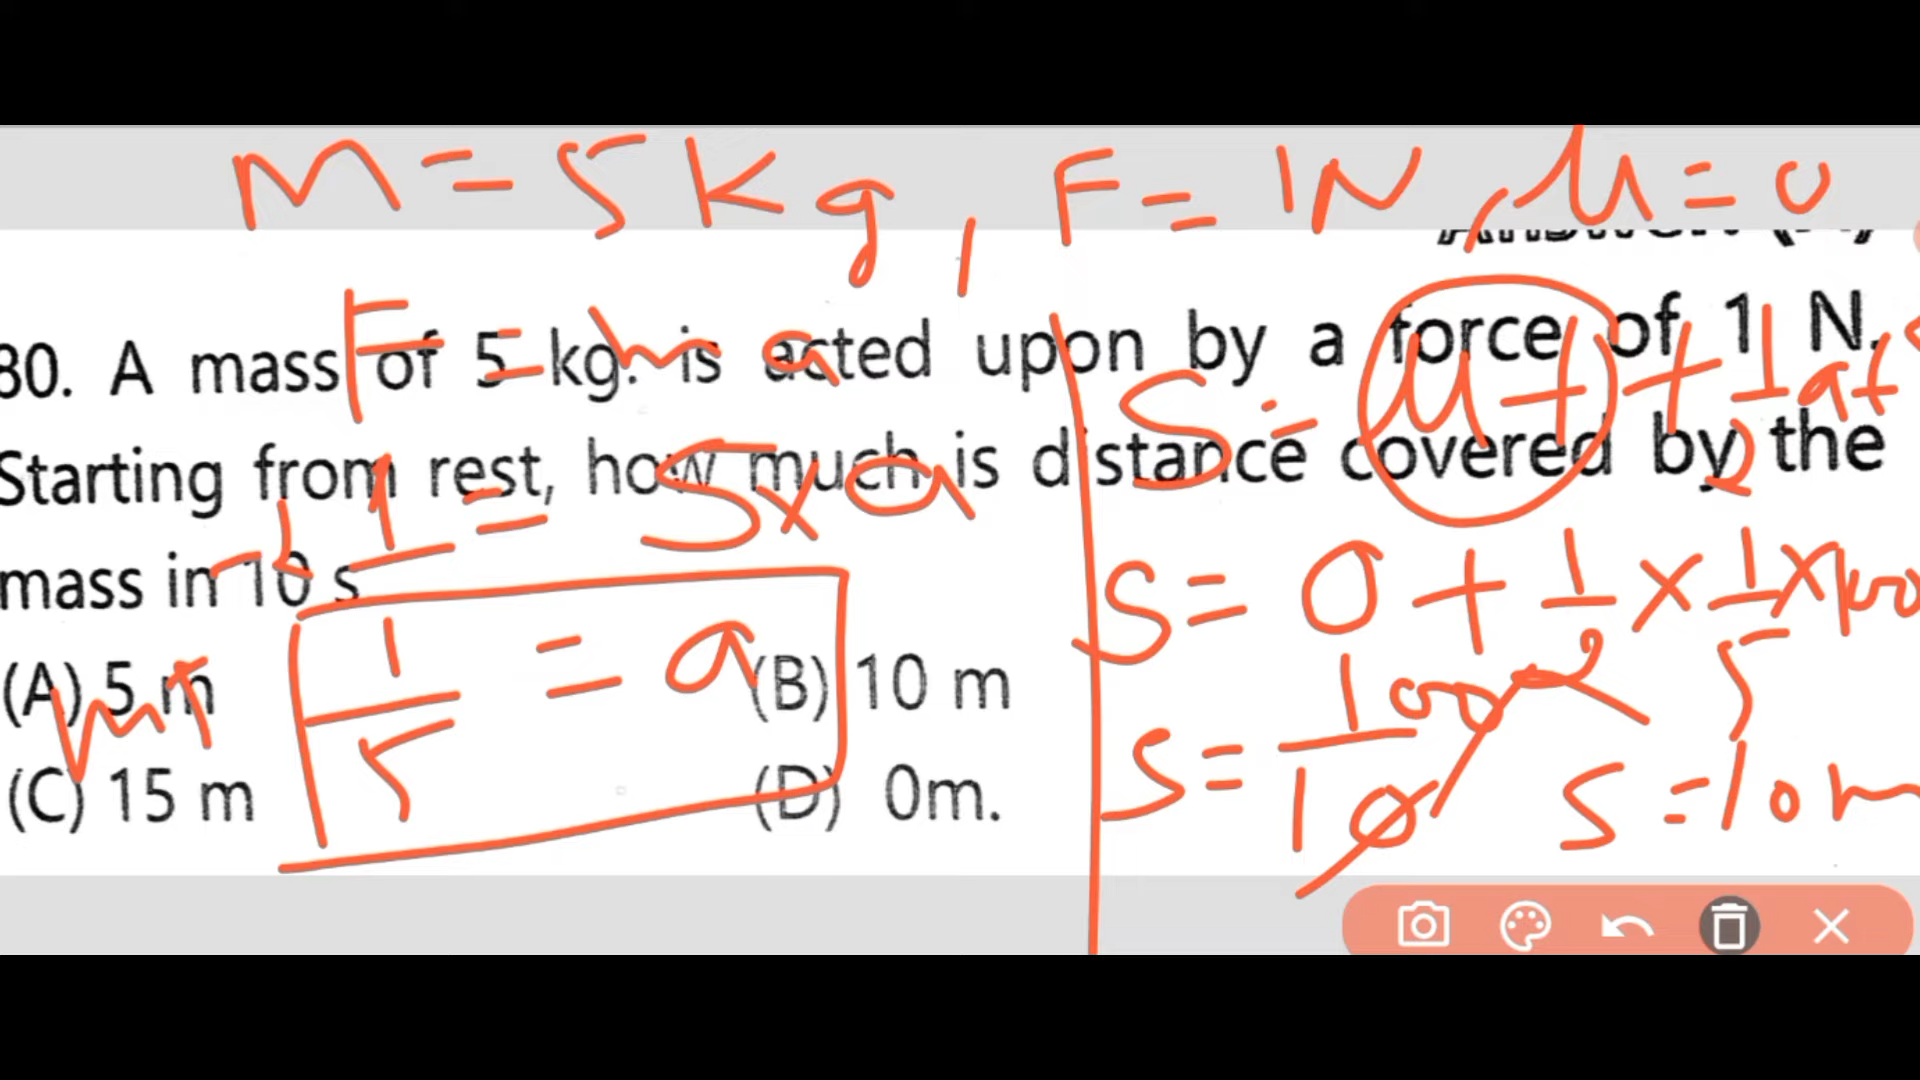 M = 5 Kg, F = 1N, u = 0
80. A mass of 5 kg. is acted upon by a force of 1 N.
Starting from rest, how much is distance covered by the
mass in 10 s
(A) 5 m (B) 10 m
(C) 15 m (D) 0m.
F = ma
1 = 5 x a
1/5 = a
S = ut + 1/2 at
S = 0 + 1/2 x 1/5 x 100
S = 100/10
S = 10 m